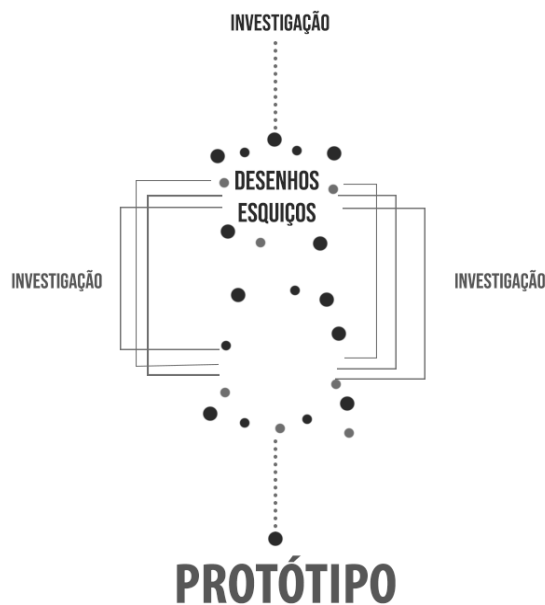 INVESTIGAÇÃO
DESENHOS
ESQUIÇOS
INVESTIGAÇÃO
INVESTIGAÇÃO
PROTÓTIPO